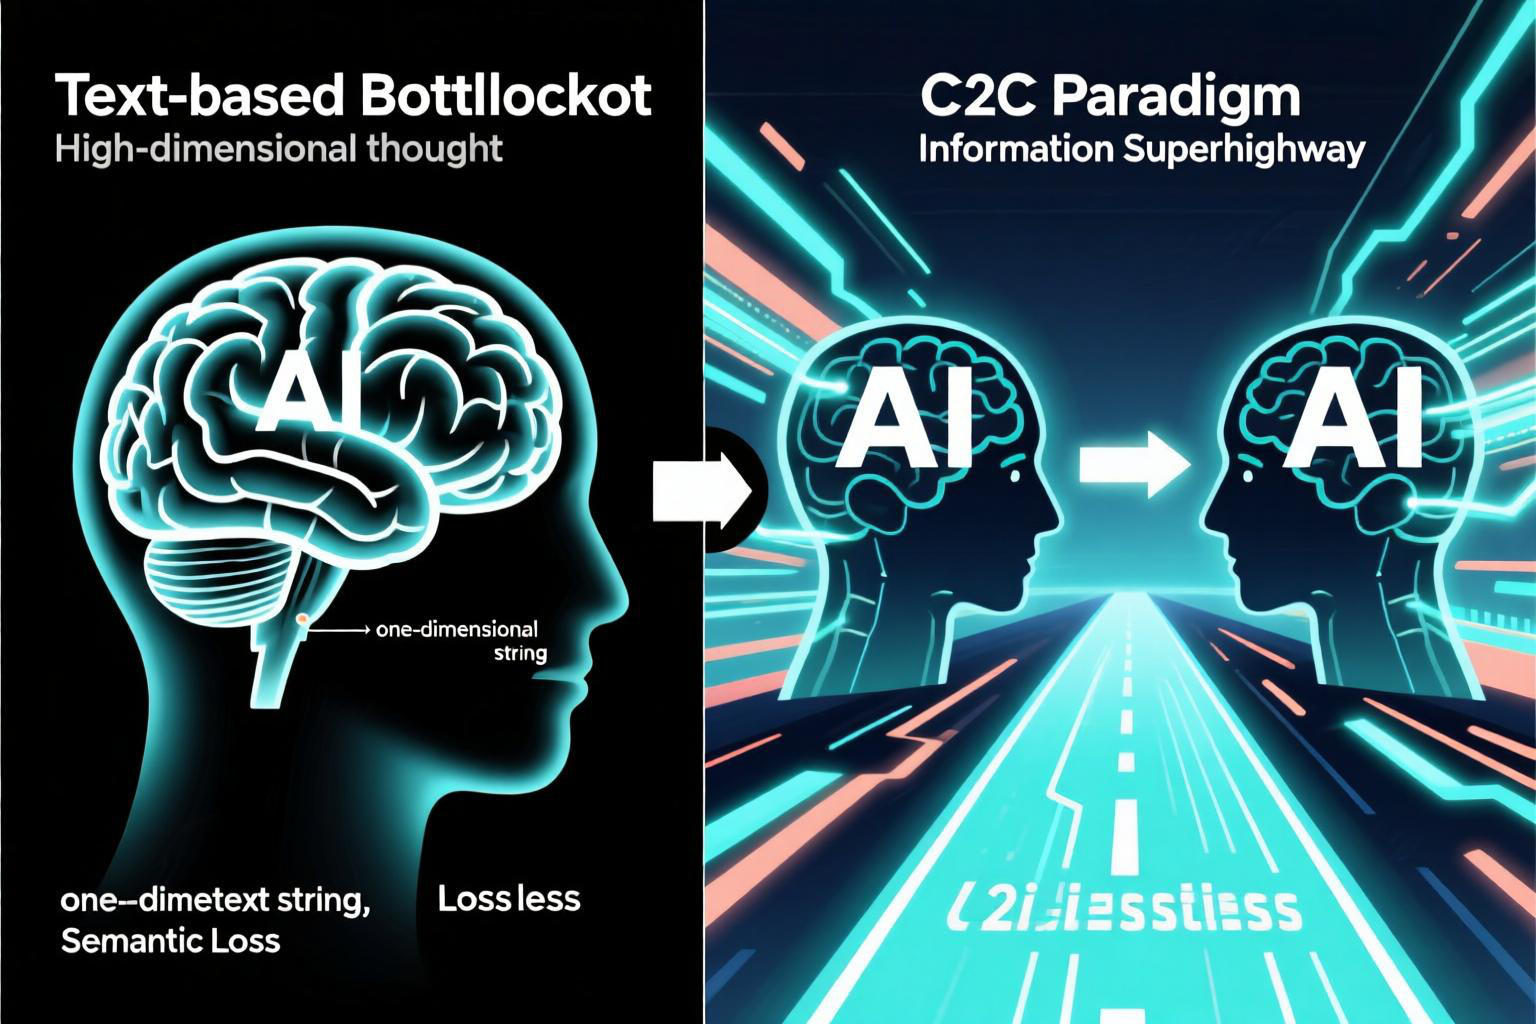 Text-based Bottllockot
High-dimensional thought
AI
one-dimensional
string
one--dimetext string,
Semantic Loss
Loss less
C2C Paradigm
Information Superhighway
AI
AI